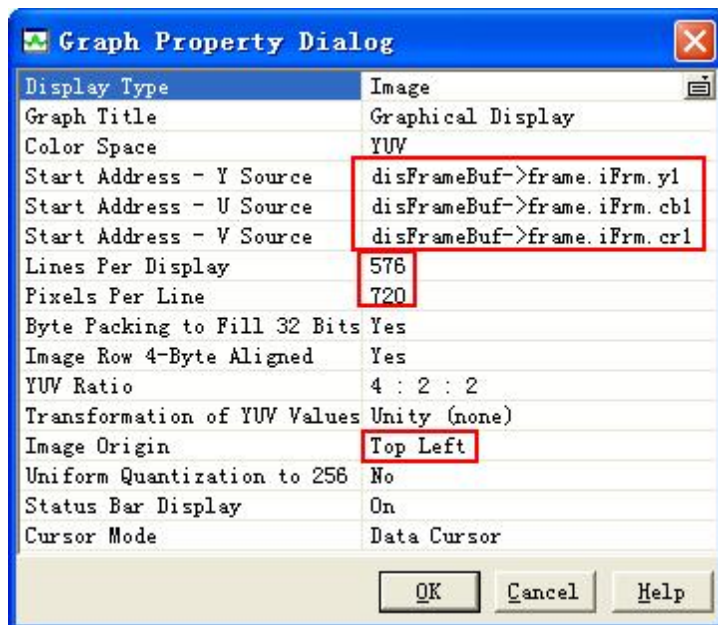 Graph Property Dialog
Display Type Image
Graph Title Graphical Display
Color Space YUV
Start Address - Y Source disFrameBuf->frame.iFrm.y1
Start Address - U Source disFrameBuf->frame.iFrm.cb1
Start Address - V Source disFrameBuf->frame.iFrm.cr1
Lines Per Display 576
Pixels Per Line 720
Byte Packing to Fill 32 Bits Yes
Image Row 4-Byte Aligned Yes
YUV Ratio 4 : 2 : 2
Transformation of YUV Values Unity (none)
Image Origin Top Left
Uniform Quantization to 256 No
Status Bar Display On
Cursor Mode Data Cursor
OK Cancel Help